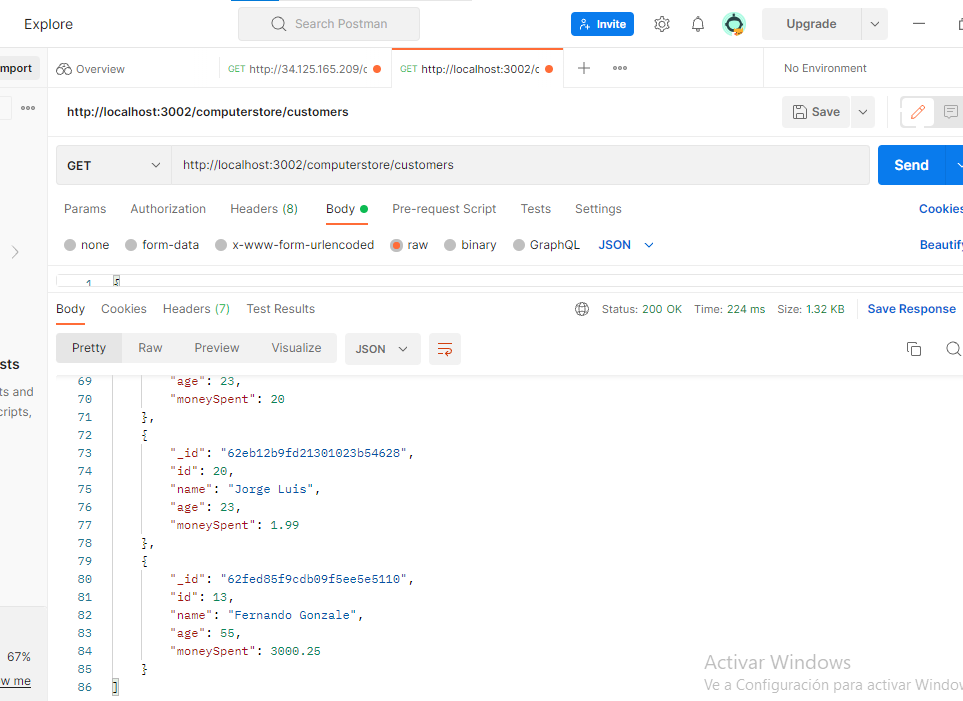 Explore
Search Postman
Invite
Upgrade
mport
Overview
GET http://34.125.165.209/c
GET http://localhost:3002/c
No Environment
http://localhost:3002/computerstore/customers
Save
GET
http://localhost:3002/computerstore/customers
Send
Params
Authorization
Headers (8)
Body
Pre-request Script
Tests
Settings
Cookies
none
form-data
x-www-form-urlencoded
raw
binary
GraphQL
JSON
Beautify
1
Body
Cookies
Headers (7)
Test Results
Status: 200 OK
Time: 224 ms
Size: 1.32 KB
Save Response
Pretty
Raw
Preview
Visualize
JSON
sts
ts and
cripts,
69 "age": 23,
70 "moneySpent": 20
71 },
72 {
73 "_id": "62eb12b9fd21301023b54628",
74 "id": 20,
75 "name": "Jorge Luis",
76 "age": 23,
77 "moneySpent": 1.99
78 },
79 {
80 "_id": "62fed85f9cdb09f5ee5e5110",
81 "id": 13,
82 "name": "Fernando Gonzale",
83 "age": 55,
84 "moneySpent": 3000.25
85 }
86 ]
67%
w me
Activar Windows
Ve a Configuración para activar Window